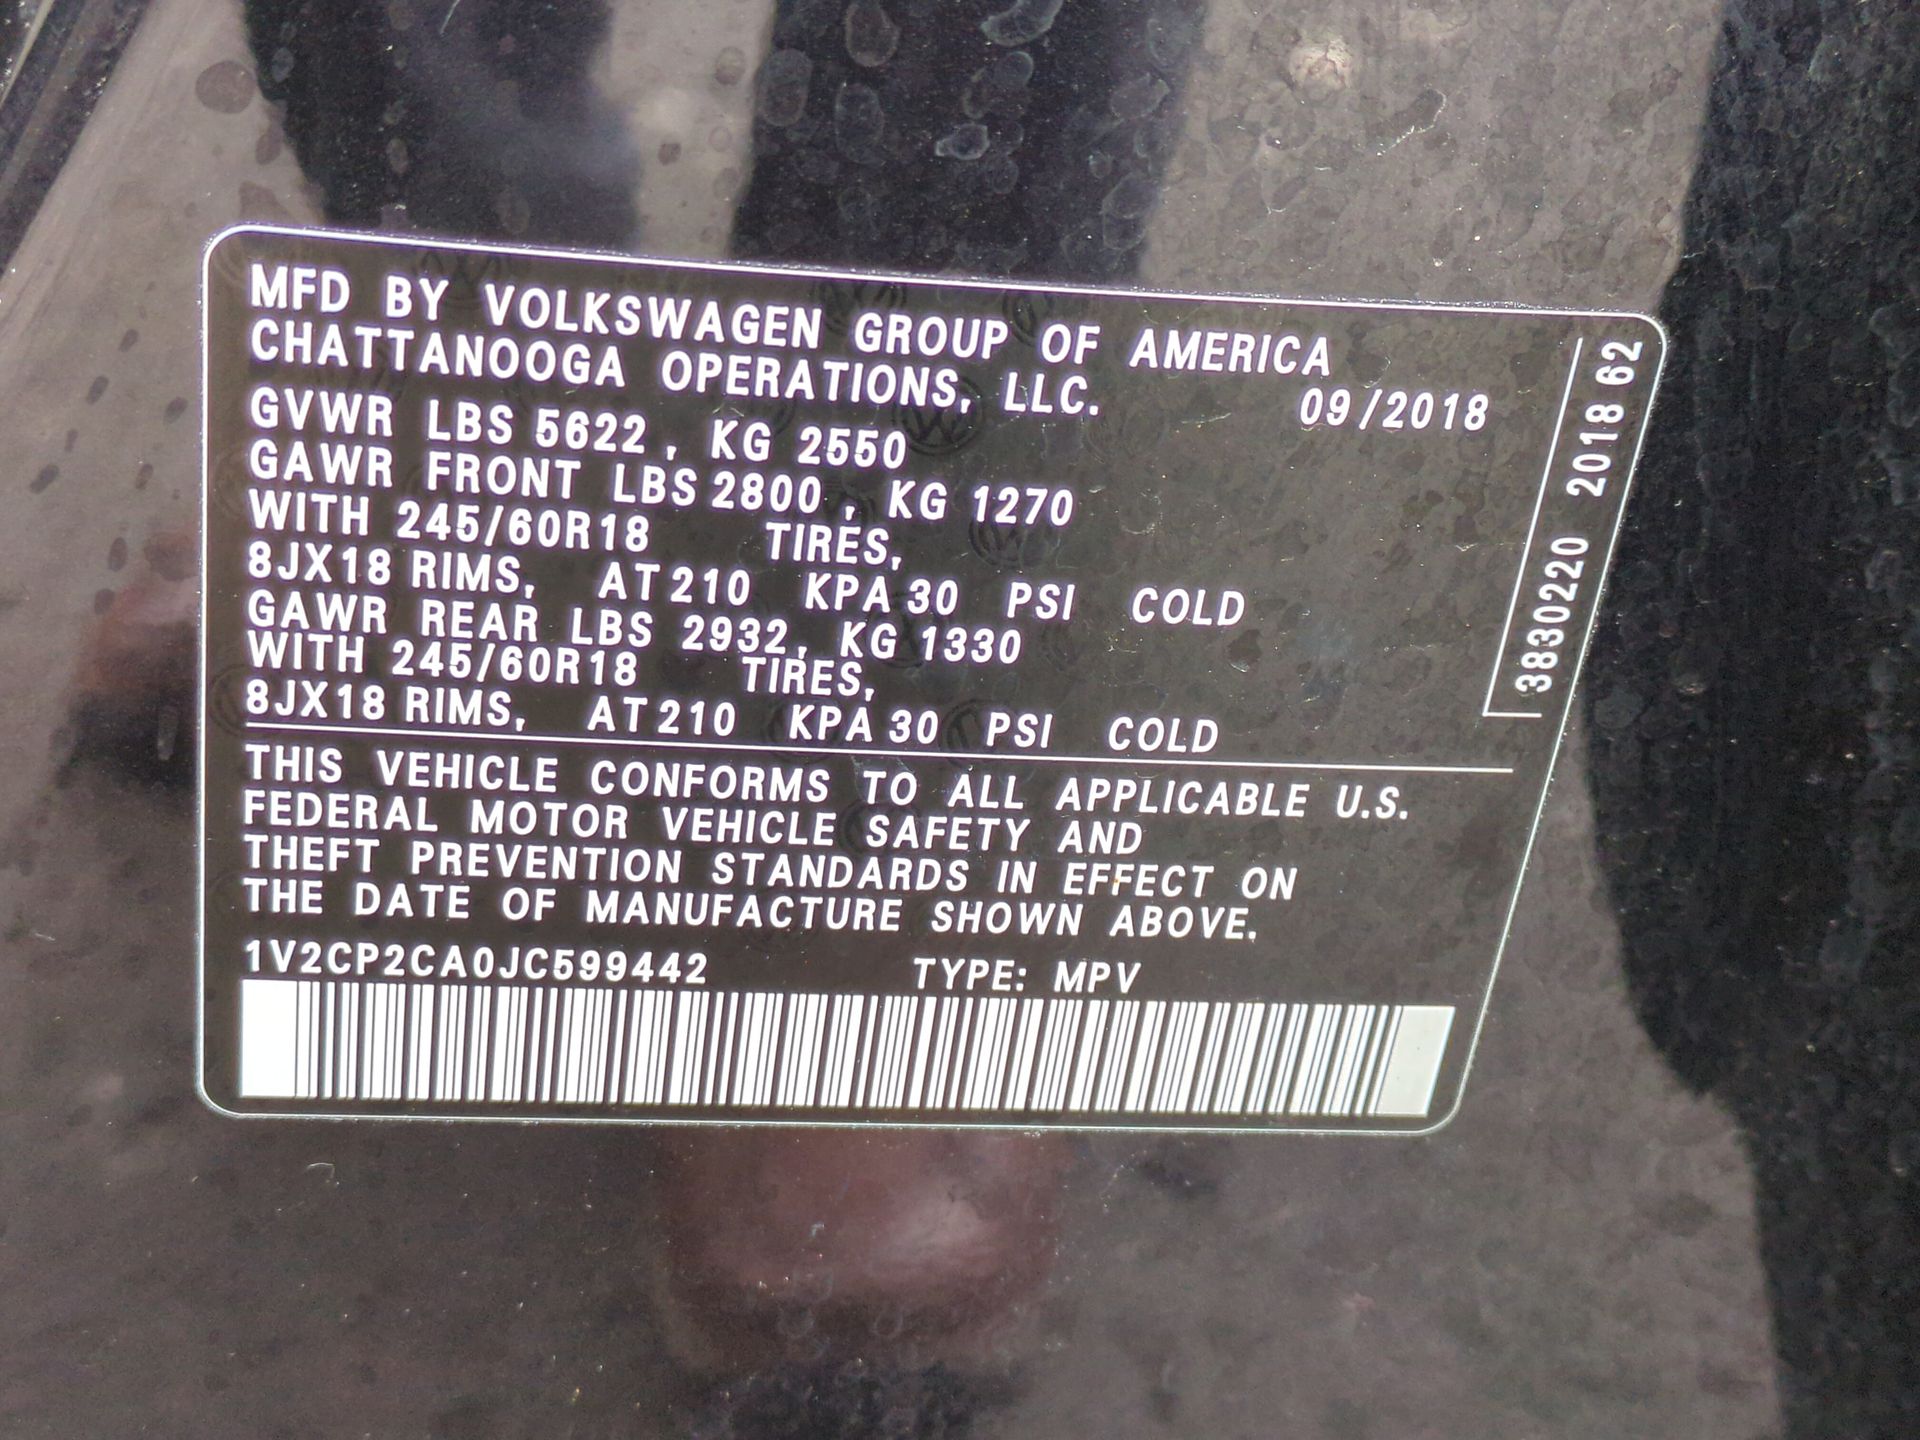 MFD BY VOLKSWAGEN GROUP OF AMERICA
CHATTANOOGA OPERATIONS, LLC. 09/2018
GVWR LBS 5622, KG 2550
GAWR FRONT LBS 2800, KG 1270
WITH 245/60R18 TIRES,
8JX18 RIMS, AT 210 KPA 30 PSI COLD
GAWR REAR LBS 2932, KG 1330
WITH 245/60R18 TIRES,
8JX18 RIMS, AT 210 KPA 30 PSI COLD
THIS VEHICLE CONFORMS TO ALL APPLICABLE U.S.
FEDERAL MOTOR VEHICLE SAFETY AND
THEFT PREVENTION STANDARDS IN EFFECT ON
THE DATE OF MANUFACTURE SHOWN ABOVE.
1V2CP2CA0JC599442 TYPE: MPV
3830220 2018 62